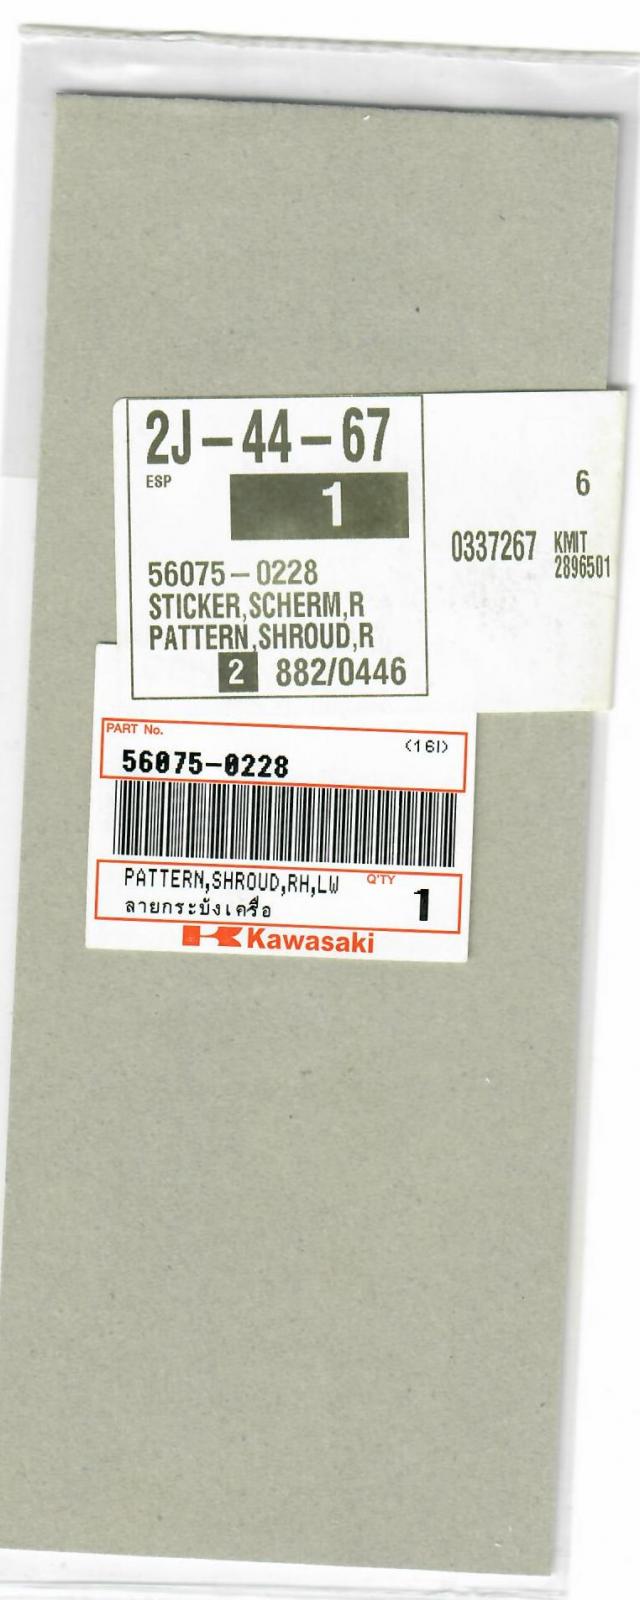 2J-44-67
ESP
1
6
0337267 KMIT
2896501
56075-0228
STICKER,SCHERM,R
PATTERN,SHROUD,R
2 882/0446
PART No.
(16I)
56075-0228
PATTERN,SHROUD,RH,LW
Q'TY
1
ลายกระบังเครื่อ
Kawasaki